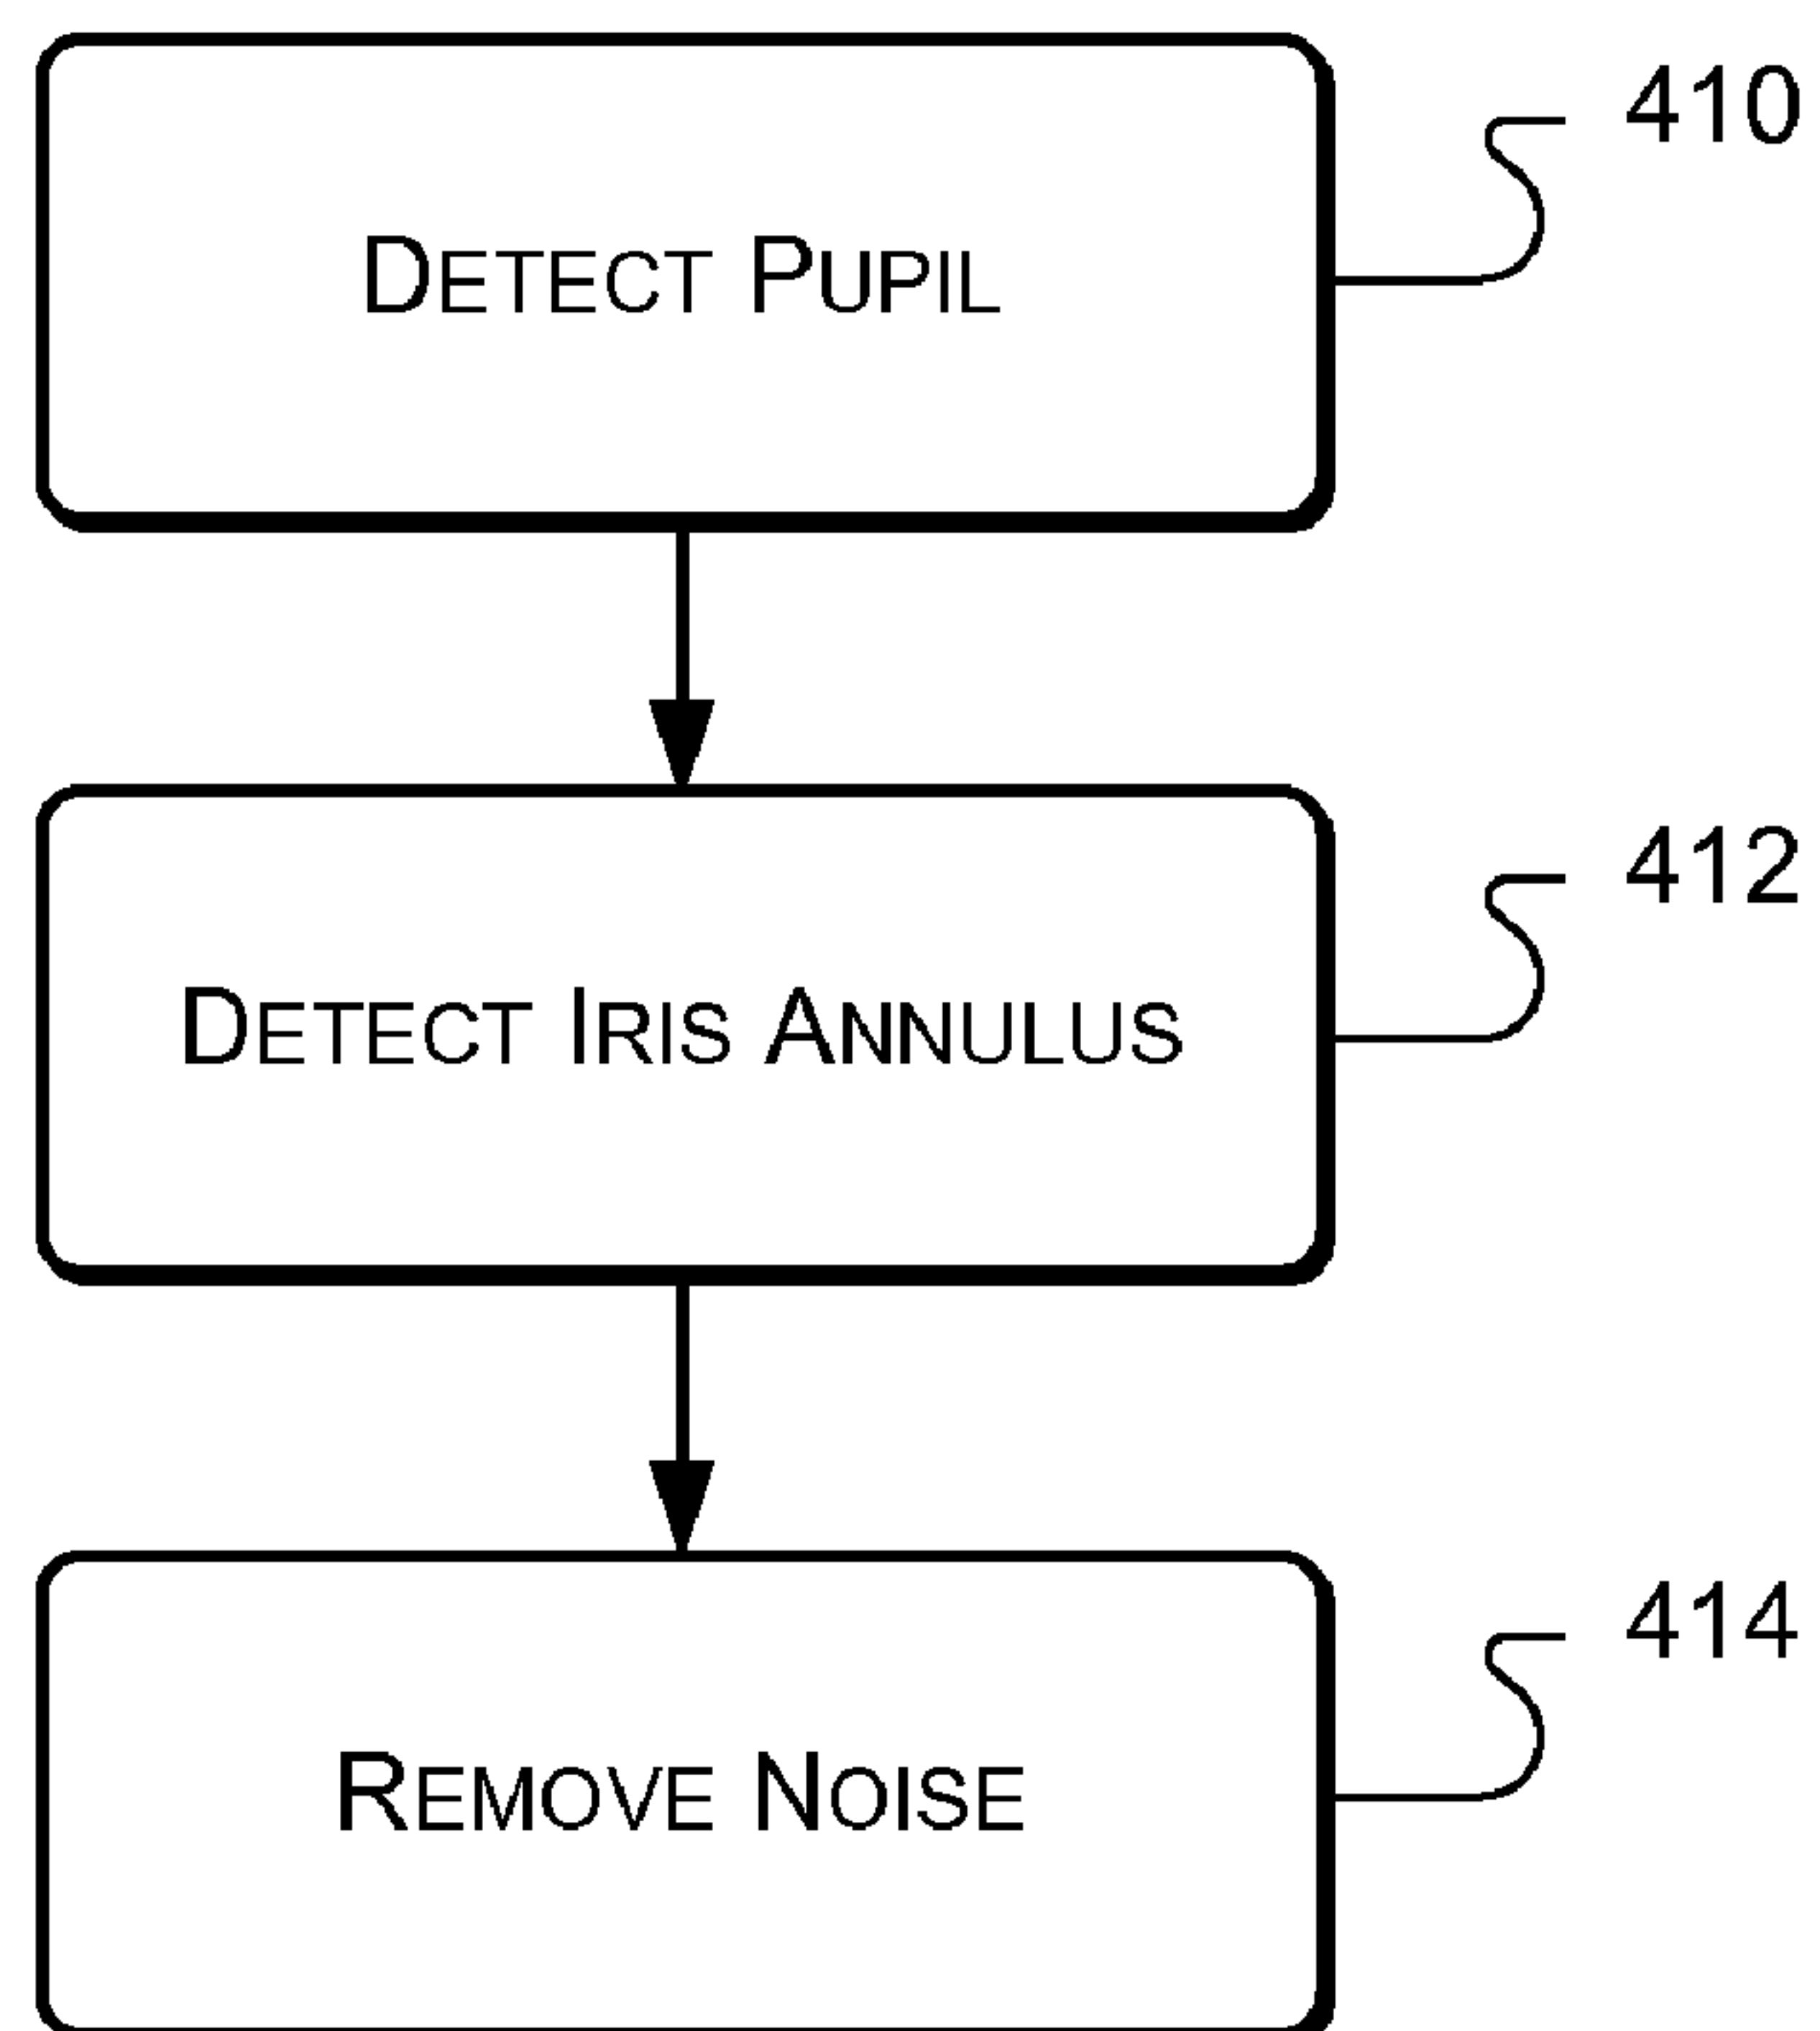 410
DETECT PUPIL
412
DETECT IRIS ANNULUS
414
REMOVE NOISE